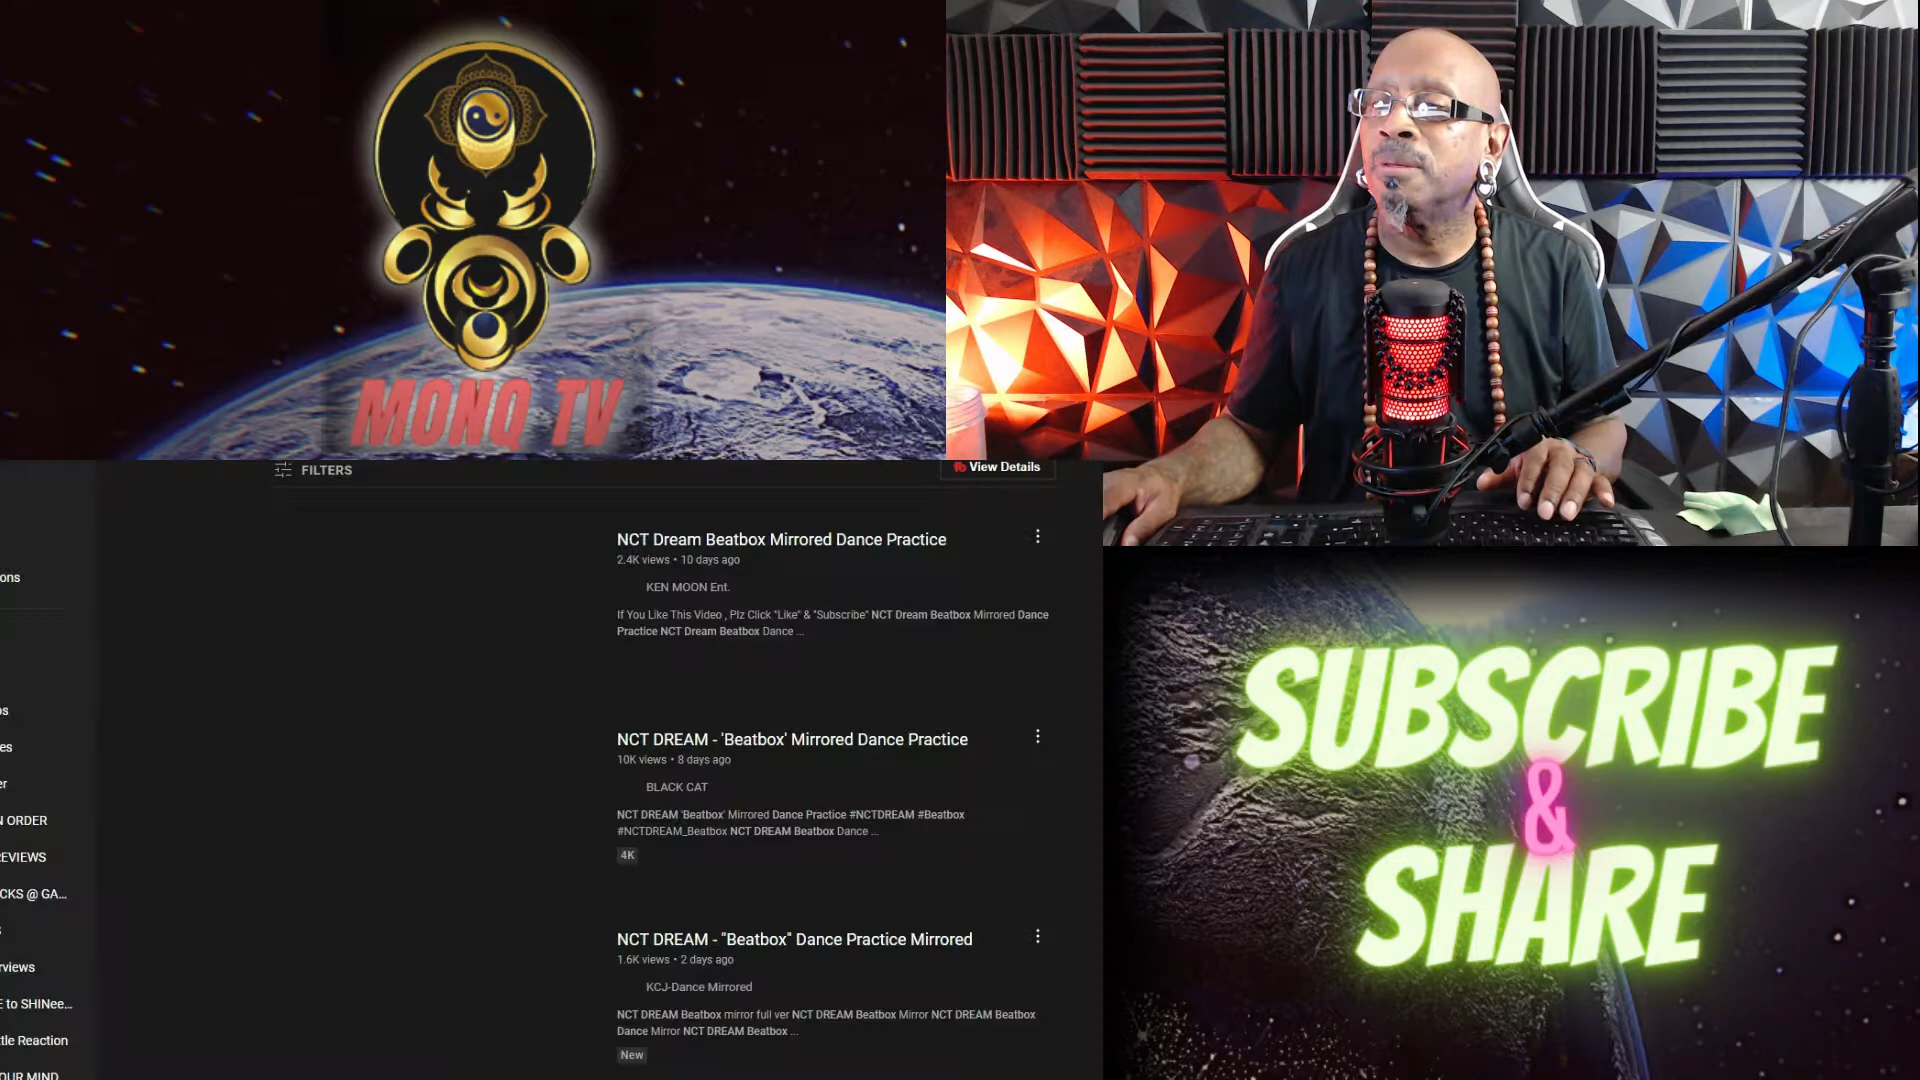 MONQ TV
FILTERS
View Details
NCT Dream Beatbox Mirrored Dance Practice
2.4K views • 10 days ago
KEN MOON Ent.
If You Like This Video , Plz Click "Like" & "Subscribe" NCT Dream Beatbox Mirrored Dance
Practice NCT Dream Beatbox Dance ...
NCT DREAM - 'Beatbox' Mirrored Dance Practice
10K views • 8 days ago
BLACK CAT
NCT DREAM 'Beatbox' Mirrored Dance Practice #NCTDREAM #Beatbox
#NCTDREAM_Beatbox NCT DREAM Beatbox Dance ...
4K
NCT DREAM - "Beatbox" Dance Practice Mirrored
1.6K views • 2 days ago
KCJ-Dance Mirrored
NCT DREAM Beatbox mirror full ver NCT DREAM Beatbox Mirror NCT DREAM Beatbox
Dance Mirror NCT DREAM Beatbox ...
New
ons
os
es
er
N ORDER
EVIEWS
CKS @ GA...
rviews
E to SHINee...
tle Reaction
OUR MIND
SUBSCRIBE
&
SHARE